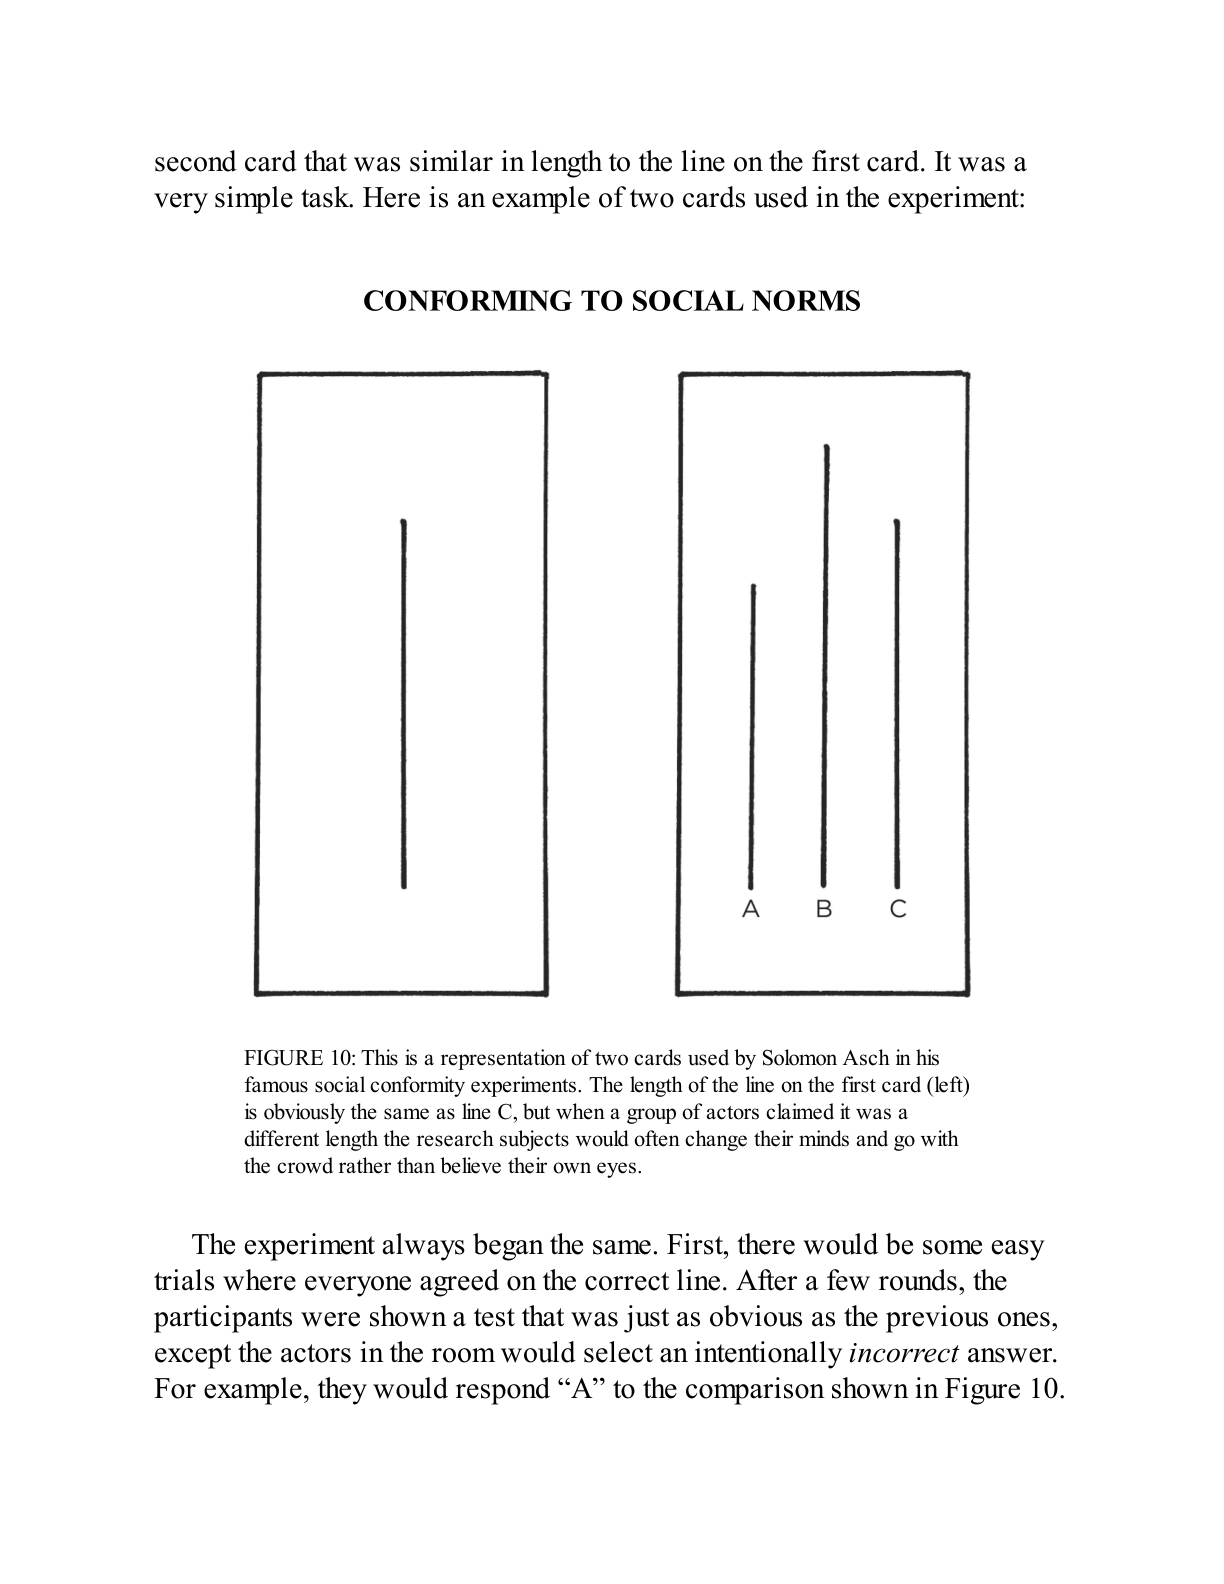 second card that was similar in length to the line on the first card. It was a
very simple task. Here is an example of two cards used in the experiment:
CONFORMING TO SOCIAL NORMS
A B C
FIGURE 10: This is a representation of two cards used by Solomon Asch in his
famous social conformity experiments. The length of the line on the first card (left)
is obviously the same as line C, but when a group of actors claimed it was a
different length the research subjects would often change their minds and go with
the crowd rather than believe their own eyes.
The experiment always began the same. First, there would be some easy
trials where everyone agreed on the correct line. After a few rounds, the
participants were shown a test that was just as obvious as the previous ones,
except the actors in the room would select an intentionally incorrect answer.
For example, they would respond “A” to the comparison shown in Figure 10.